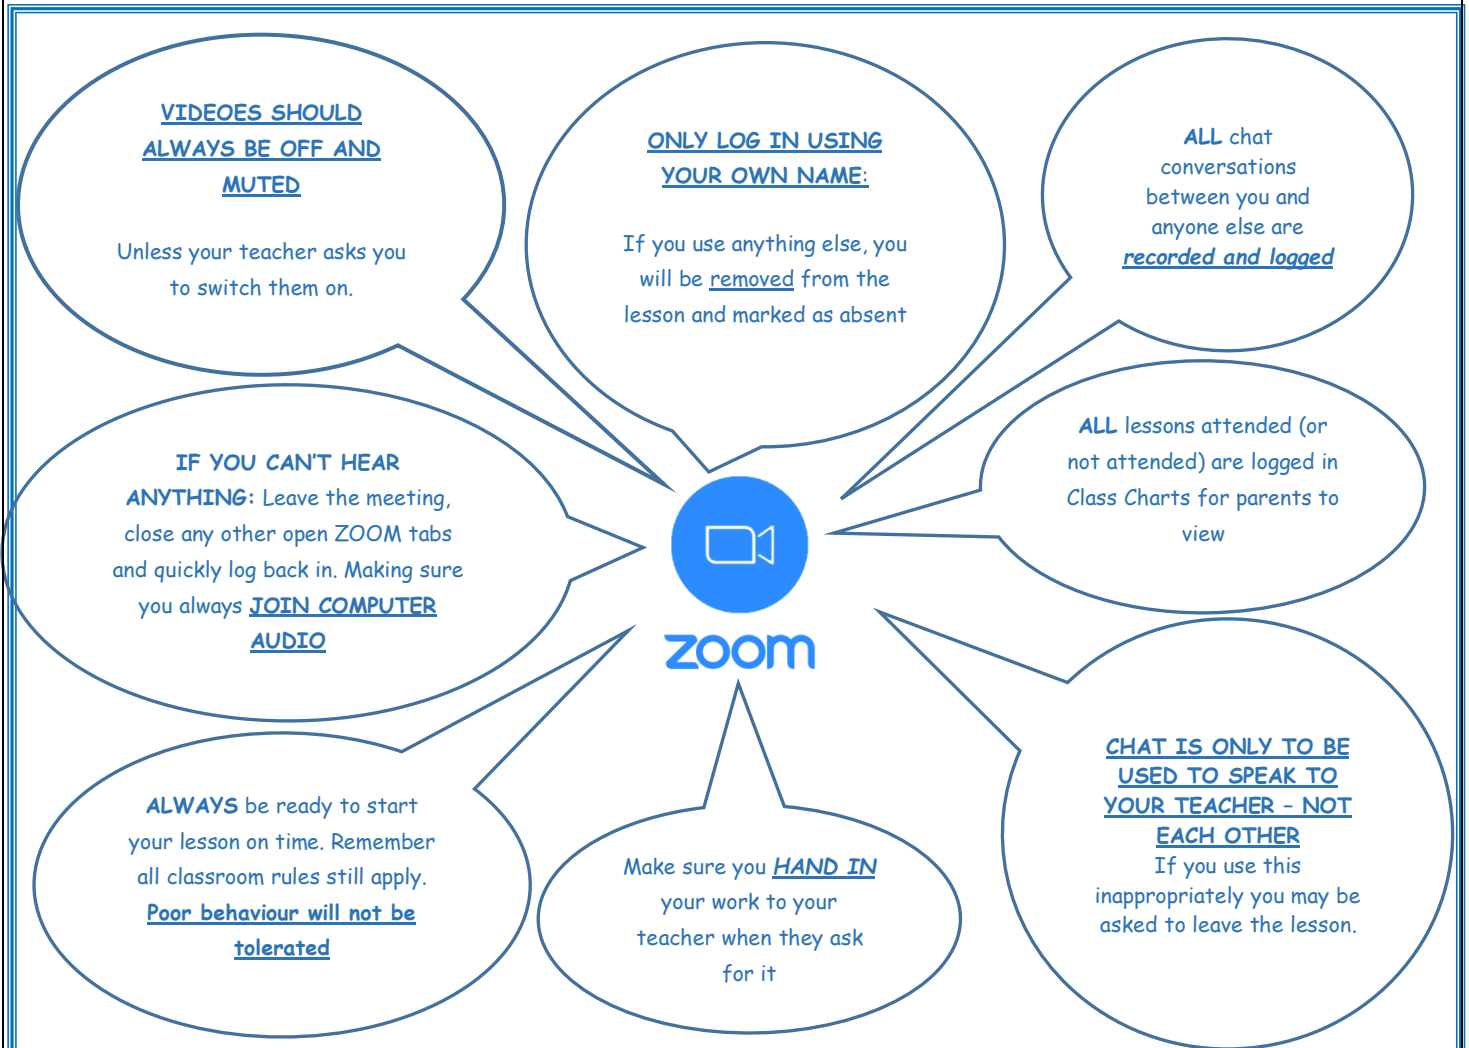 VIDEOES SHOULD
ALWAYS BE OFF AND
MUTED
Unless your teacher asks you
to switch them on.
ONLY LOG IN USING
YOUR OWN NAME:
If you use anything else, you
will be removed from the
lesson and marked as absent
ALL chat
conversations
between you and
anyone else are
recorded and logged
IF YOU CAN'T HEAR
ANYTHING: Leave the meeting,
close any other open ZOOM tabs
and quickly log back in. Making sure
you always JOIN COMPUTER
AUDIO
ALL lessons attended (or
not attended) are logged in
Class Charts for parents to
view
zoom
ALWAYS be ready to start
your lesson on time. Remember
all classroom rules still apply.
Poor behaviour will not be
tolerated
Make sure you HAND IN
your work to your
teacher when they ask
for it
CHAT IS ONLY TO BE
USED TO SPEAK TO
YOUR TEACHER – NOT
EACH OTHER
If you use this
inappropriately you may be
asked to leave the lesson.